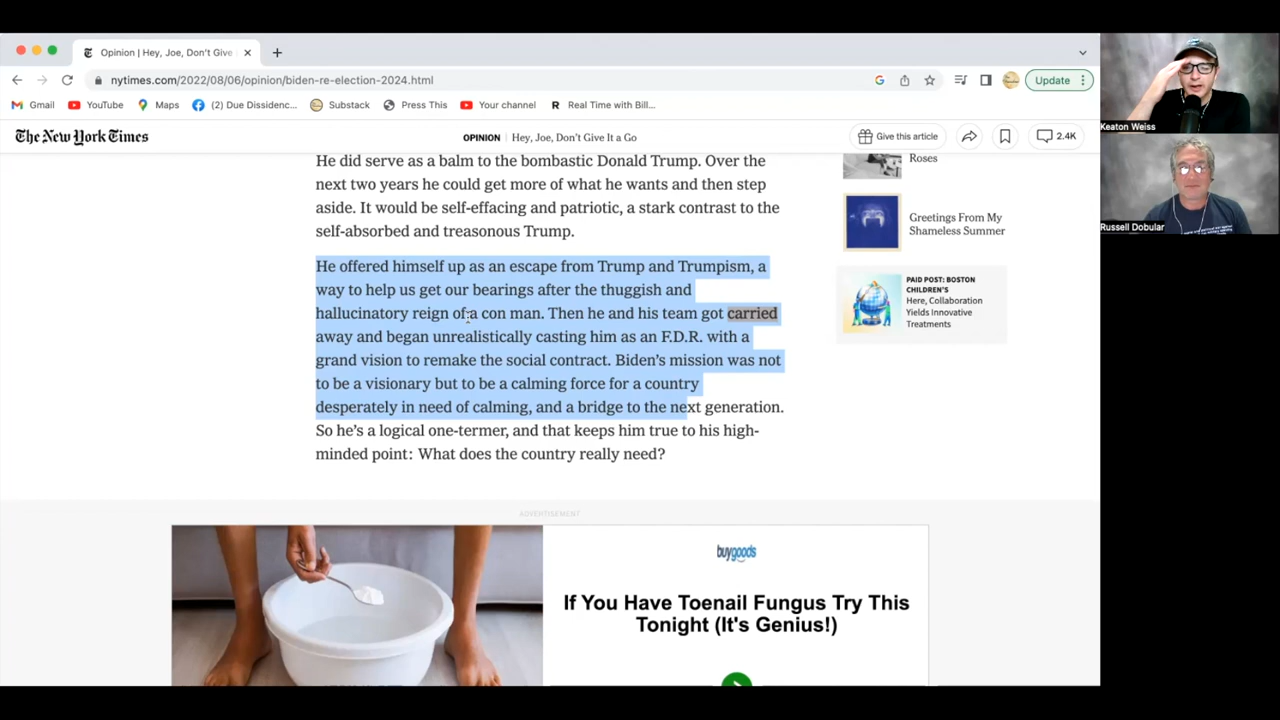 Opinion | Hey, Joe, Don't Give
nytimes.com/2022/08/06/opinion/biden-re-election-2024.html
Update
Gmail
YouTube
Maps
(2) Due Dissidenc...
Substack
Press This
Your channel
Real Time with Bill...
The New York Times
OPINION | Hey, Joe, Don't Give It a Go
Give this article
2.4K
He did serve as a balm to the bombastic Donald Trump. Over the
next two years he could get more of what he wants and then step
aside. It would be self-effacing and patriotic, a stark contrast to the
self-absorbed and treasonous Trump.
He offered himself up as an escape from Trump and Trumpism, a
way to help us get our bearings after the thuggish and
hallucinatory reign of a con man. Then he and his team got carried
away and began unrealistically casting him as an F.D.R. with a
grand vision to remake the social contract. Biden's mission was not
to be a visionary but to be a calming force for a country
desperately in need of calming, and a bridge to the next generation.
So he's a logical one-termer, and that keeps him true to his high-
minded point: What does the country really need?
Roses
Greetings From My
Shameless Summer
PAID POST: BOSTON
CHILDREN'S
Here, Collaboration
Yields Innovative
Treatments
ADVERTISEMENT
buygoods
If You Have Toenail Fungus Try This
Tonight (It's Genius!)
Keaton Weiss
Russell Dobular